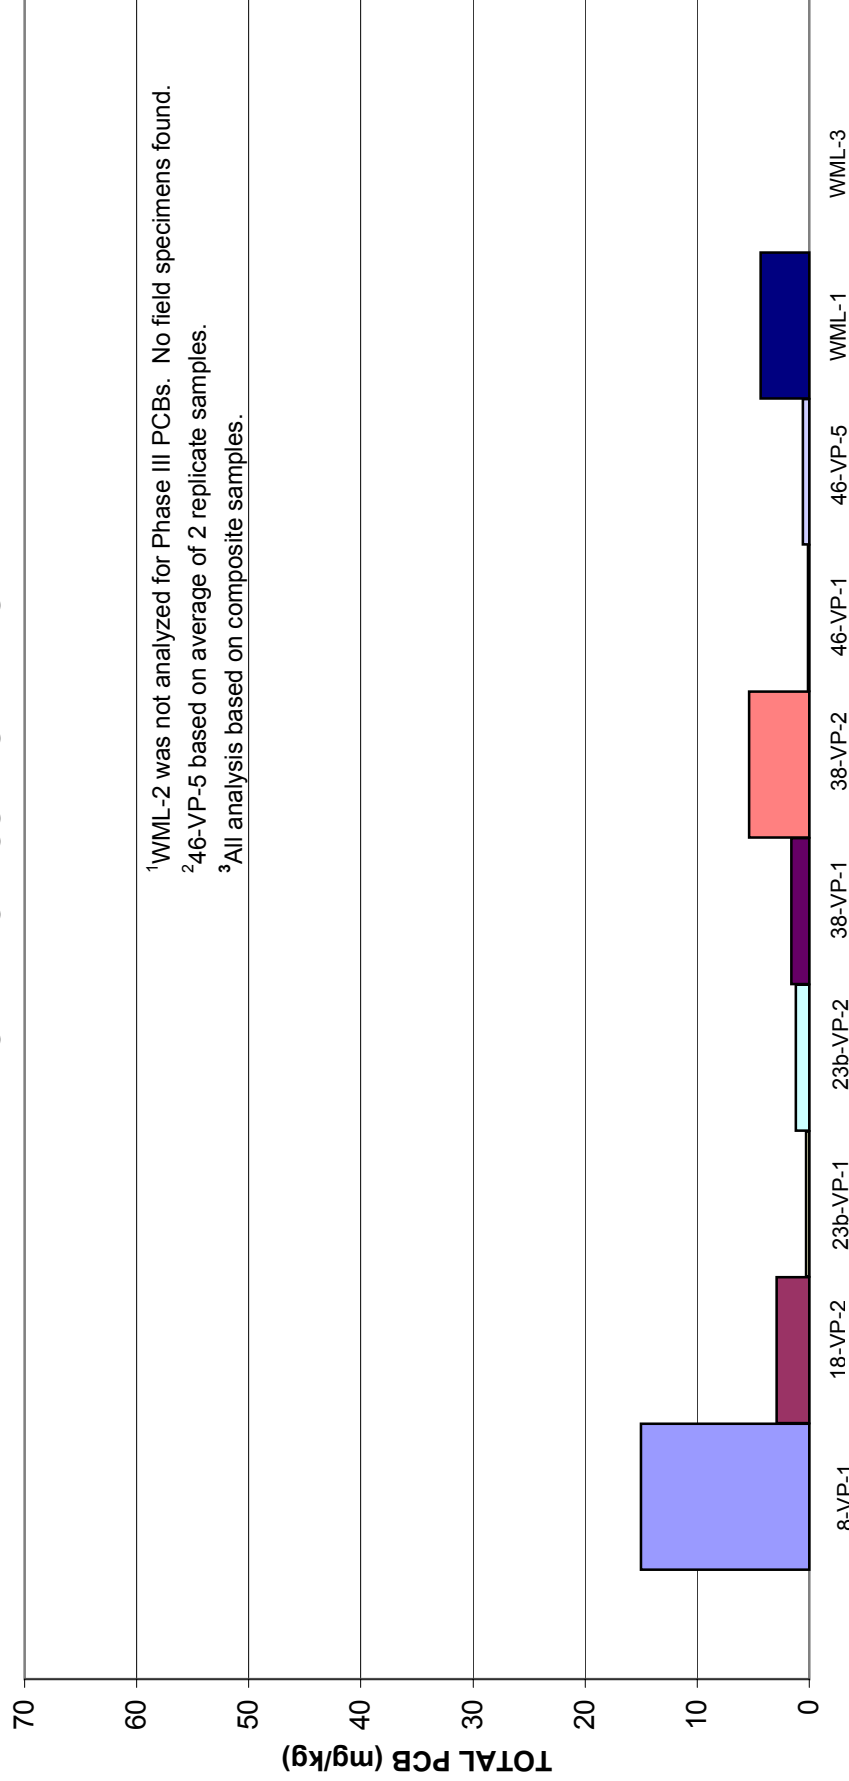 ¹WML-2 was not analyzed for Phase III PCBs.  No field specimens found.
²46-VP-5 based on average of 2 replicate samples.
³All analysis based on composite samples.
TOTAL PCB (mg/kg)
70
60
50
40
30
20
10
0
8-VP-1
18-VP-2
23b-VP-1
23b-VP-2
38-VP-1
38-VP-2
46-VP-1
46-VP-5
WML-1
WML-3